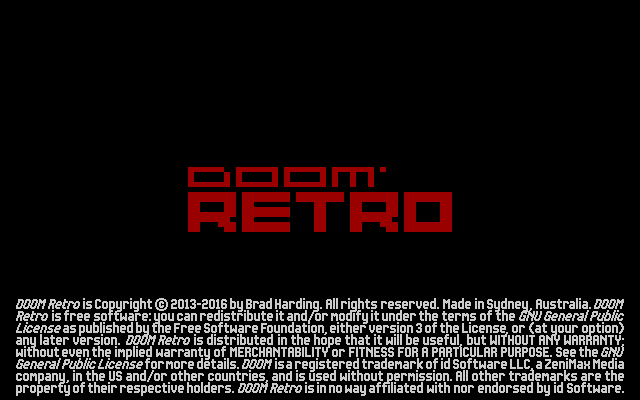 DOOM
RETRO
DOOM Retro is Copyright © 2013-2016 by Brad Harding. All rights reserved. Made in Sydney, Australia. DOOM
Retro is free software: you can redistribute it and/or modify it under the terms of the GNU General Public
License as published by the Free Software Foundation, either version 3 of the License, or (at your option)
any later version. DOOM Retro is distributed in the hope that it will be useful, but WITHOUT ANY WARRANTY;
without even the implied warranty of MERCHANTABILITY or FITNESS FOR A PARTICULAR PURPOSE. See the GNU
General Public License for more details. DOOM is a registered trademark of id Software LLC, a ZeniMax Media
company, in the US and/or other countries, and is used without permission. All other trademarks are the
property of their respective holders. DOOM Retro is in no way affiliated with nor endorsed by id Software.